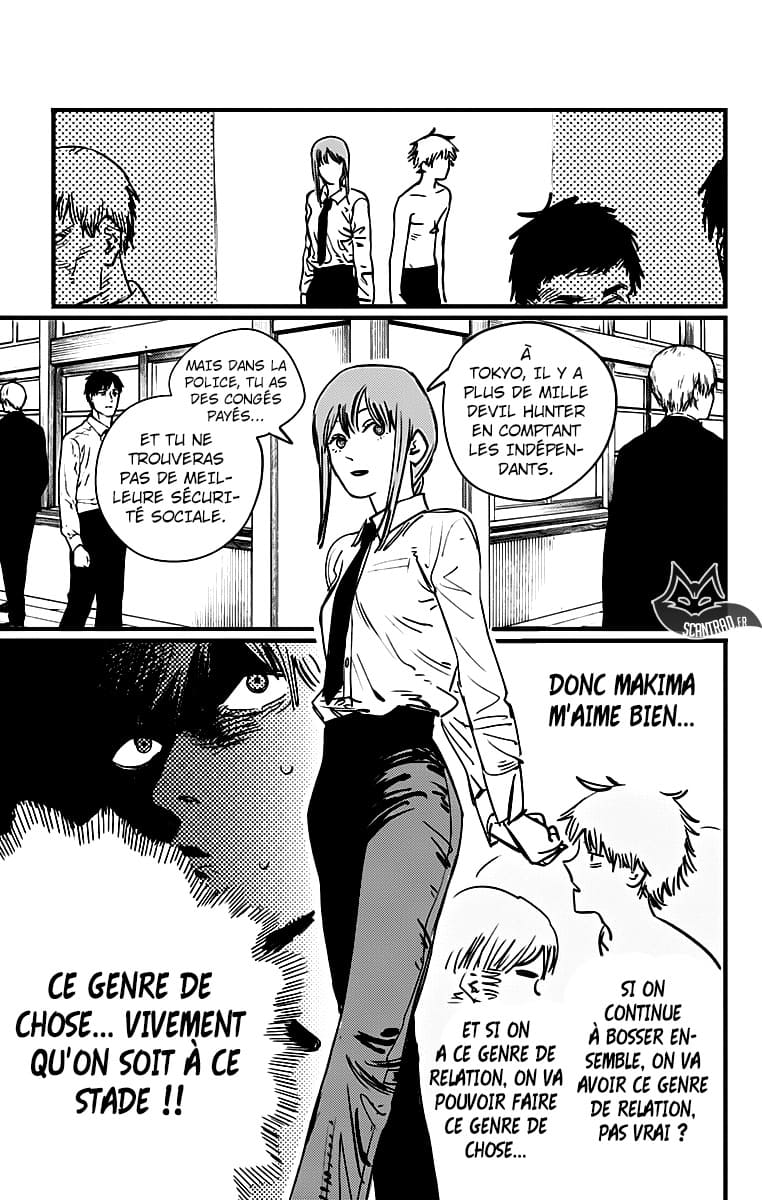 À
TOKYO, IL Y A
PLUS DE MILLE
DEVIL HUNTER
EN COMPTANT
LES INDÉPEN-
DANTS.
MAIS DANS LA
POLICE, TU AS
DES CONGÉS
PAYÉS...
ET TU NE
TROUVERAS
PAS DE MEIL-
LEURE SÉCURI-
TÉ SOCIALE.
SCANTRAD.FR
DONC MAKIMA
M'AIME BIEN...
SI ON
CONTINUE
À BOSSER EN-
SEMBLE, ON VA
AVOIR CE GENRE
DE RELATION,
PAS VRAI ?
ET SI ON
A CE GENRE DE
RELATION, ON VA
POUVOIR FAIRE
CE GENRE DE
CHOSE...
CE GENRE DE
CHOSE... VIVEMENT
QU'ON SOIT À CE
STADE !!